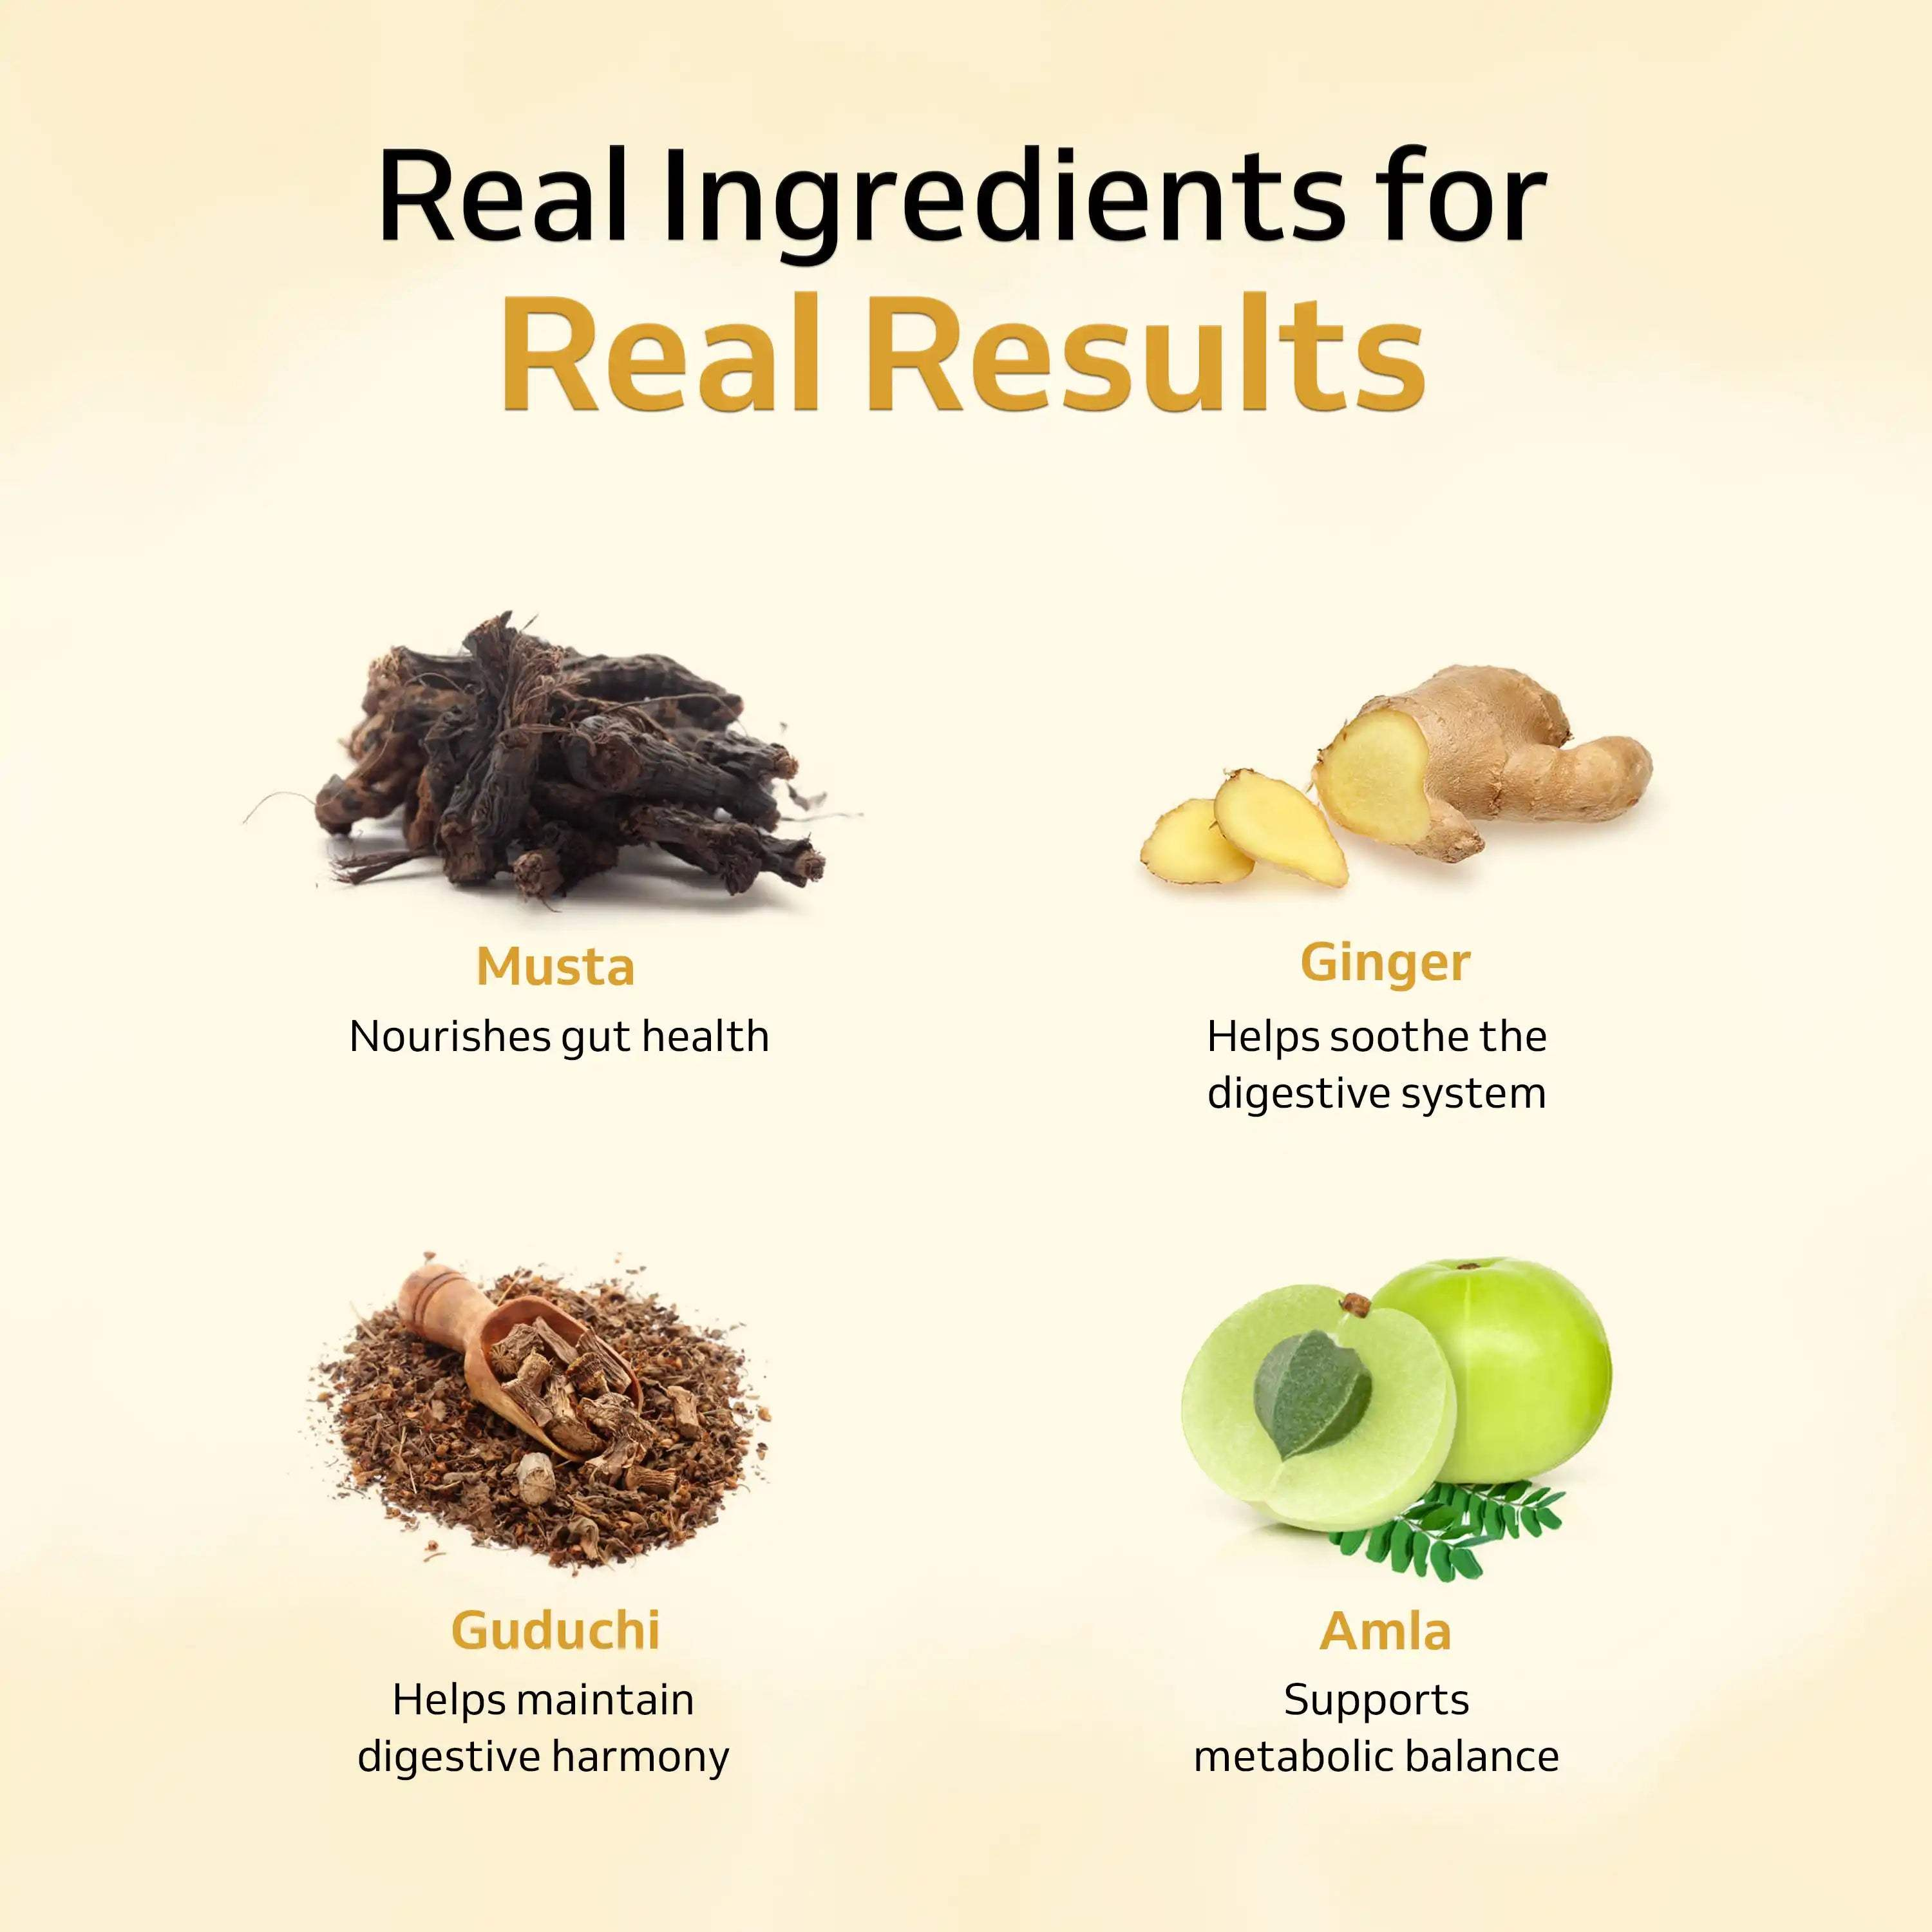 Real Ingredients for
Real Results
Musta
Nourishes gut health
Ginger
Helps soothe the
digestive system
Guduchi
Helps maintain
digestive harmony
Amla
Supports
metabolic balance